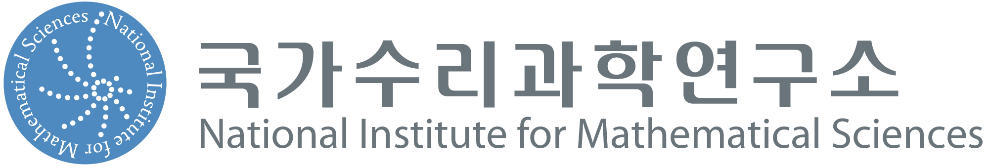 National Institute for Mathematical Sciences
국가수리과학연구소
National Institute for Mathematical Sciences